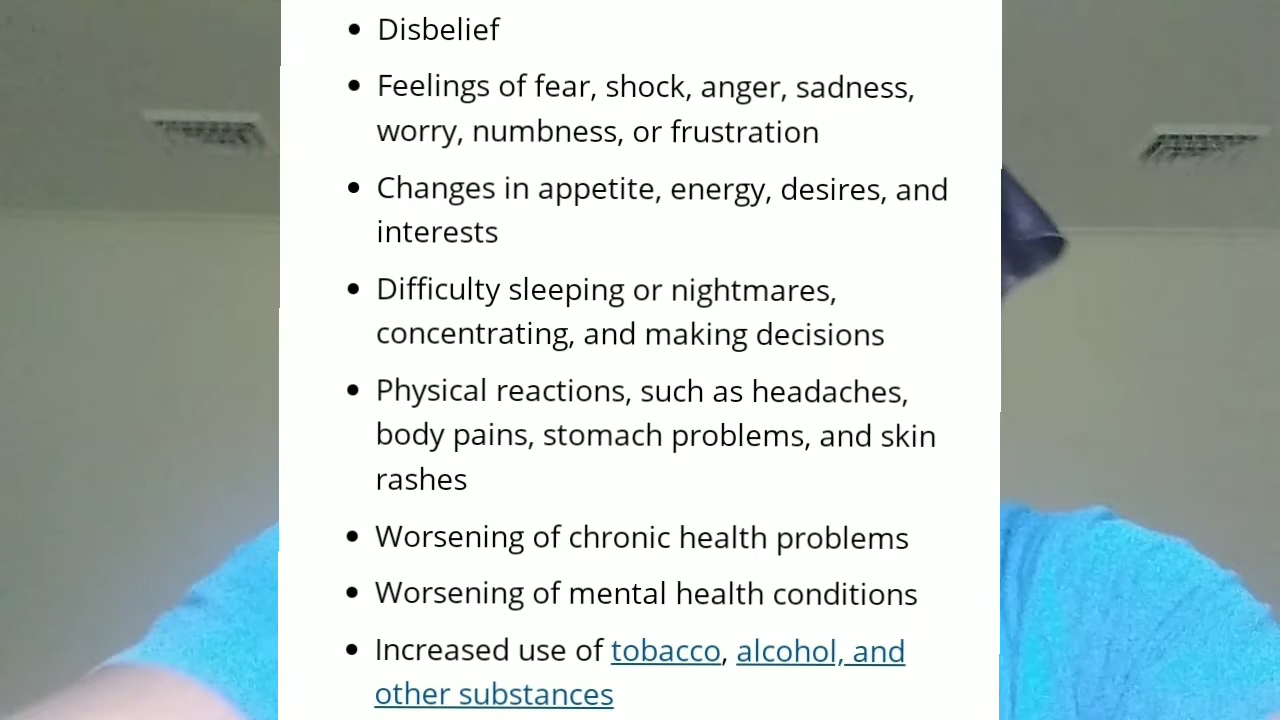 Disbelief
Feelings of fear, shock, anger, sadness,
worry, numbness, or frustration
Changes in appetite, energy, desires, and
interests
Difficulty sleeping or nightmares,
concentrating, and making decisions
Physical reactions, such as headaches,
body pains, stomach problems, and skin
rashes
Worsening of chronic health problems
Worsening of mental health conditions
Increased use of tobacco, alcohol, and
other substances